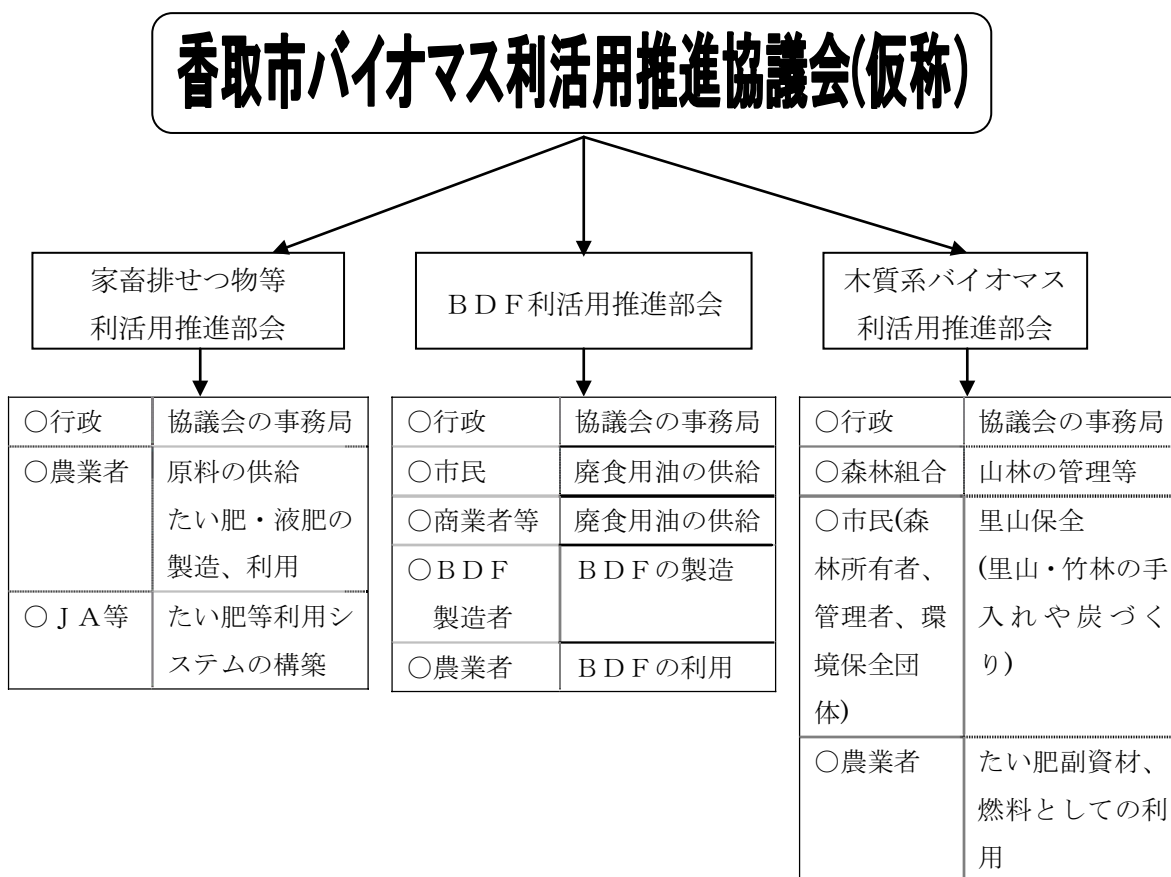 香取市バイオマス利活用推進協議会(仮称)
家畜排せつ物等
利活用推進部会
ＢＤＦ利活用推進部会
木質系バイオマス
利活用推進部会
○行政 協議会の事務局
○農業者 原料の供給
たい肥・液肥の
製造、利用
○ＪＡ等 たい肥等利用シ
ステムの構築
○行政 協議会の事務局
○市民 廃食用油の供給
○商業者等 廃食用油の供給
○ＢＤＦ ＢＤＦの製造
製造者
○農業者 ＢＤＦの利用
○行政 協議会の事務局
○森林組合 山林の管理等
○市民(森 里山保全
林所有者、 (里山・竹林の手
管理者、環 入れや炭づく
境保全団 り)
体)
○農業者 たい肥副資材、
燃料としての利
用